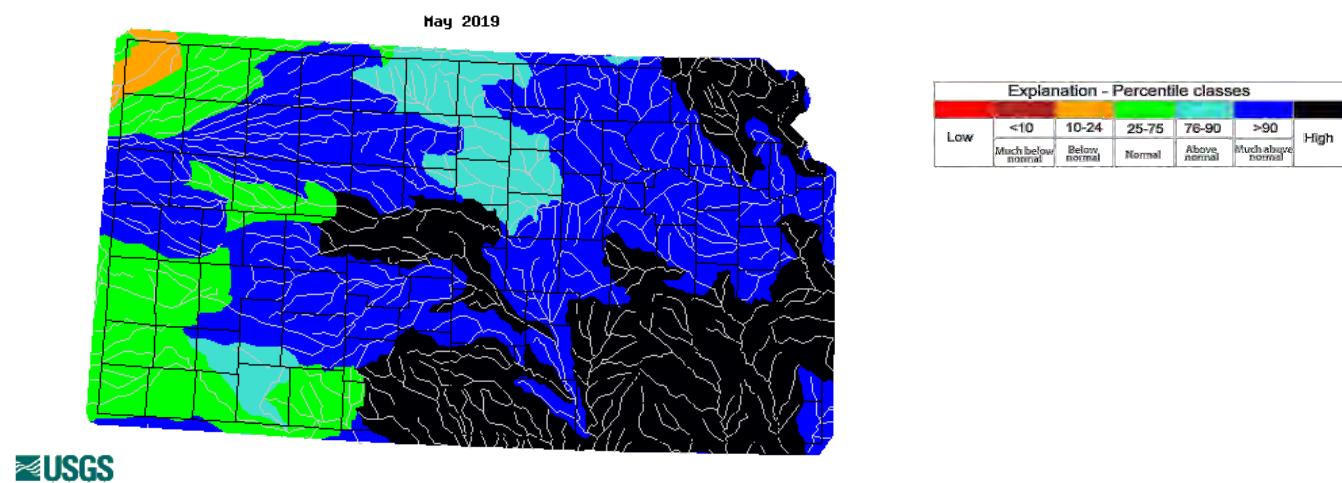 May 2019
Explanation - Percentile classes
Low
<10
10-24
25-75
76-90
>90
High
Much below normal
Below normal
Normal
Above normal
Much above normal
USGS